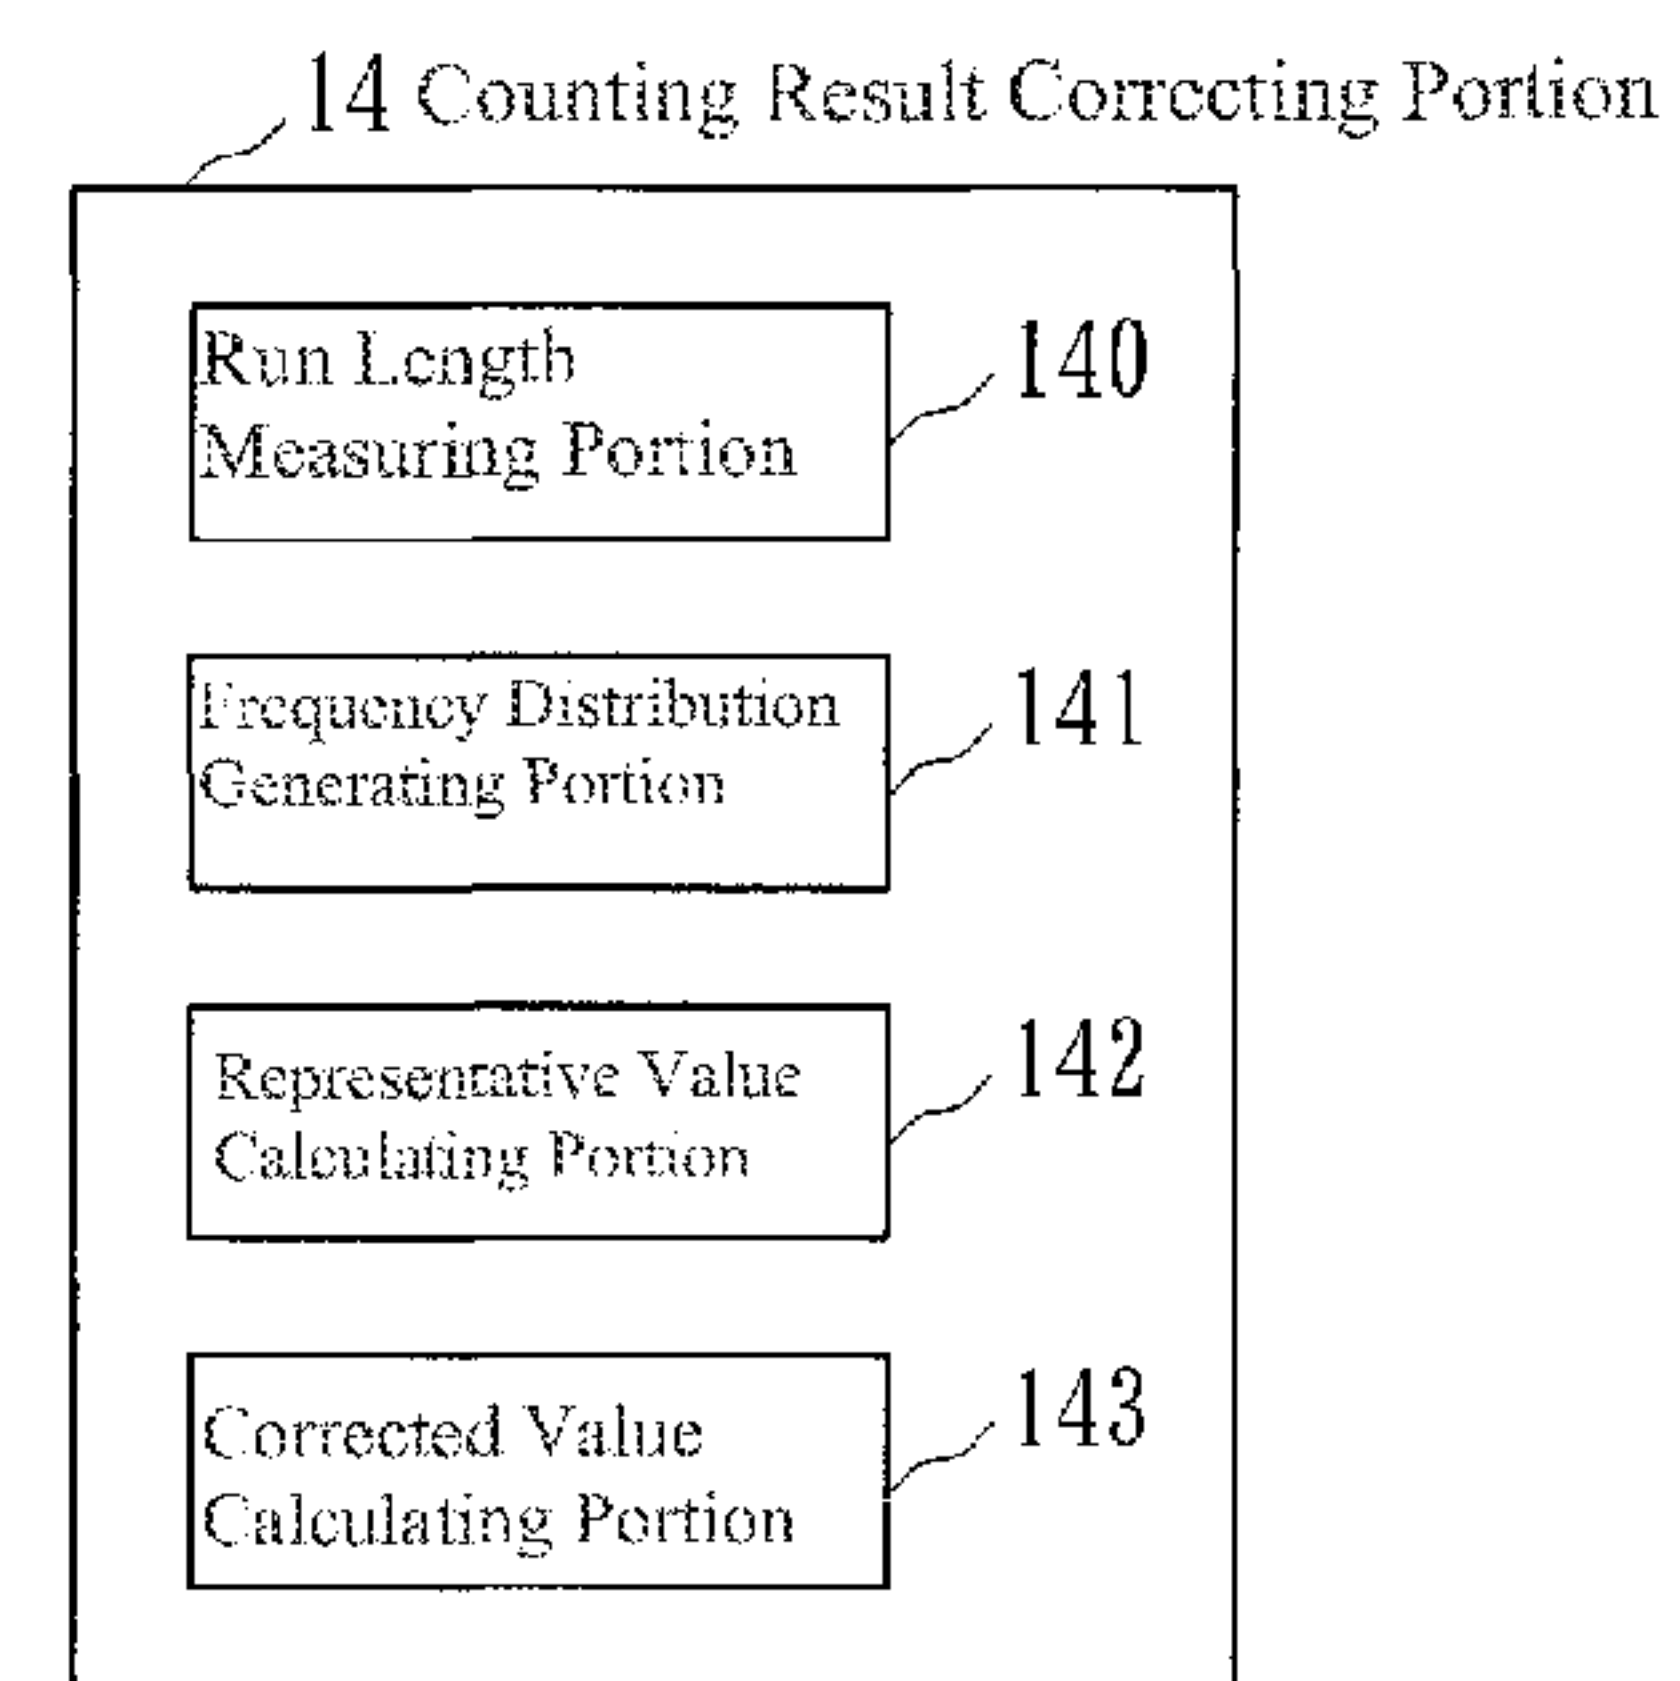 14 Counting Result Correcting Portion
Run Length
Measuring Portion
140
Frequency Distribution
Generating Portion
141
Representative Value
Calculating Portion
142
Corrected Value
Calculating Portion
143